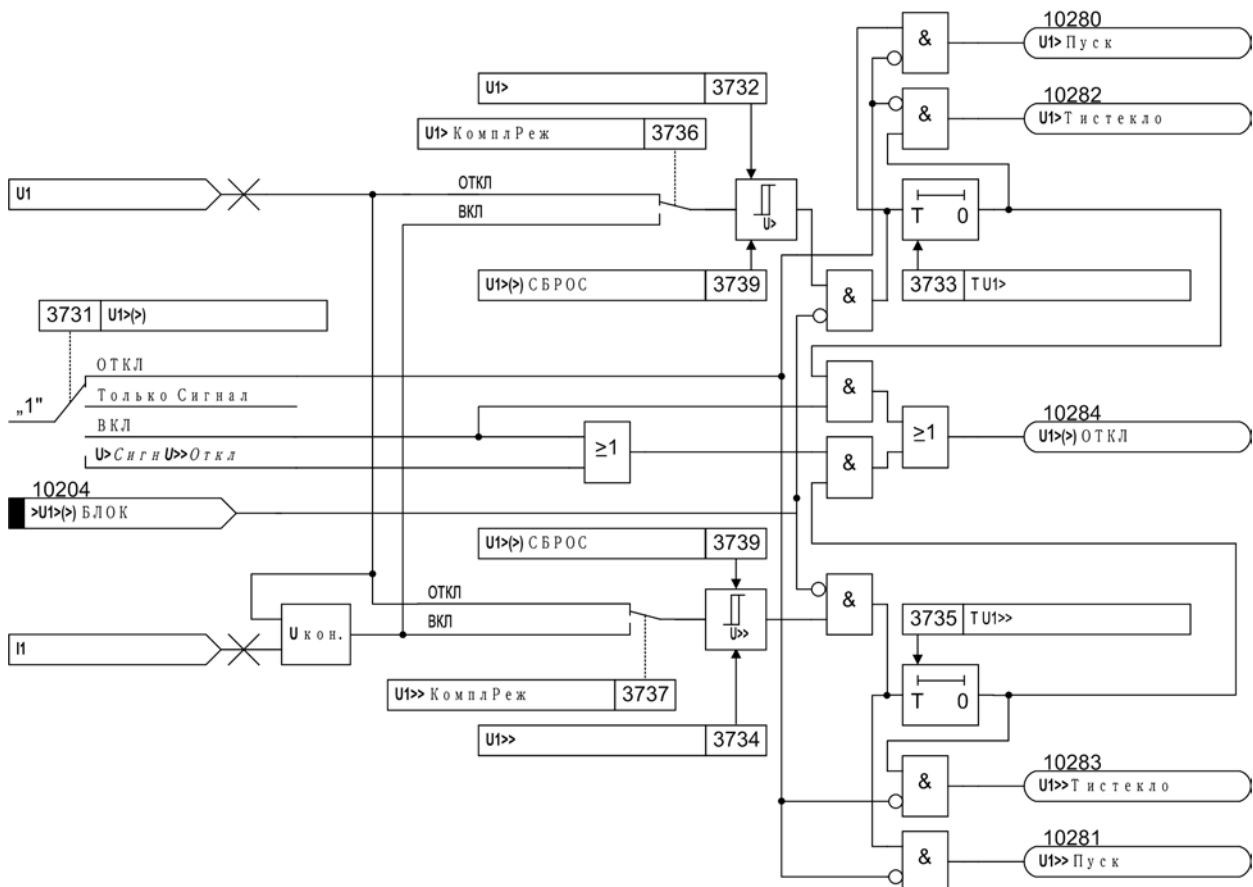 10280
&
U1> Пуск
U1>
3732
10282
&
U1> T истекло
U1> КомплРеж
3736
U1
ОТКЛ
ВКЛ
U>
T 0
U1>(>) СБРОС
3739
3733
T U1>
&
3731
U1>(>)
ОТКЛ
„1"
Только Сигнал
ВКЛ
U>Сигн U>>Откл
≥1
&
&
≥1
10284
U1>(>) ОТКЛ
10204
>U1>(>) БЛОК
U1>(>) СБРОС
3739
&
ОТКЛ
ВКЛ
U кон.
U>>
3735
T U1>>
I1
T 0
U1>> КомплРеж
3737
U1>>
3734
10283
&
U1>> T истекло
10281
&
U1>> Пуск